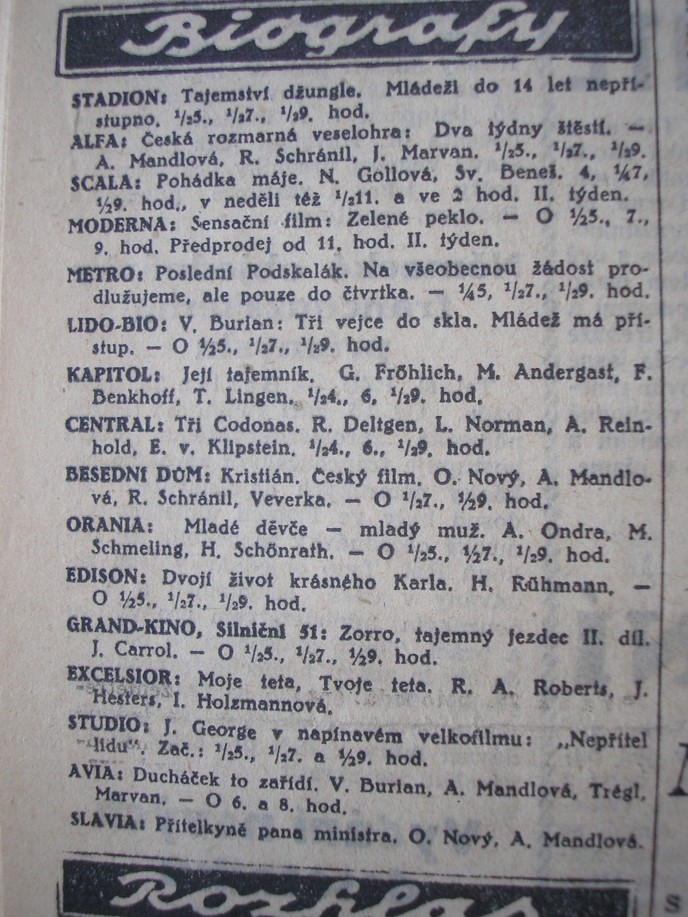 Biografy
STADION: Tajemství džungle. Mládeži do 14 let nepří-
stupno. ½5., ½7., ½9. hod.
ALFA: Česká rozmarná veselohra: Dva týdny štěstí. —
A. Mandlová, R. Schránil, J. Marvan. ½5., ½7., ½9.
SCALA: Pohádka máje. N. Gollová, Sv. Beneš. 4, ¼7,
½9. hod., v neděli též ½11. a ve 2 hod. II. týden.
MODERNA: Sensační film: Zelené peklo. — O ½5., 7.,
9. hod. Předprodej od 11. hod. II. týden.
METRO: Poslední Podskalák. Na všeobecnou žádost pro-
dlužujeme, ale pouze do čtvrtka. — ¼5, ½7., ½9. hod.
LIDO-BIO: V. Burian: Tři vejce do skla. Mládež má pří-
stup. — O ½5., ½7., ½9. hod.
KAPITOL: Její tajemník. G. Fröhlich, M. Andergast, F.
Benkhoff, T. Lingen. ½4., 6, ½9. hod.
CENTRAL: Tři Codonas. R. Deltgen, L. Norman, A. Rein-
hold, E. v. Klipstein. ½4., 6., ½9. hod.
BESEDNÍ DŮM: Kristián. Český film. O. Nový, A. Mandlo-
vá, R. Schránil, Veverka. — O ½7., ½9. hod.
ORANIA: Mladé děvče — mladý muž. A. Ondra, M.
Schmeling, H. Schönrath. — O ½5., ½7., ½9. hod.
EDISON: Dvojí život krásného Karla. H. Rühmann. —
O ½5., ½7., ½9. hod.
GRAND-KINO, Silniční 51: Zorro, tajemný jezdec II. díl.
J. Carrol. — O ½5., ½7., ½9. hod.
EXCELSIOR: Moje teta, Tvoje teta. R. A. Roberts, J.
Hesters, I. Holzmannová.
STUDIO: J. George v napínavém velkofilmu: „Nepřítel
lidu“. Zač.: ½5., ½7. a ½9. hod.
AVIA: Ducháček to zařídí. V. Burian, A. Mandlová, Trégl,
Marvan. — O 6. a 8. hod.
SLAVIA: Přítelkyně pana ministra. O. Nový, A. Mandlová.
Rozhlas